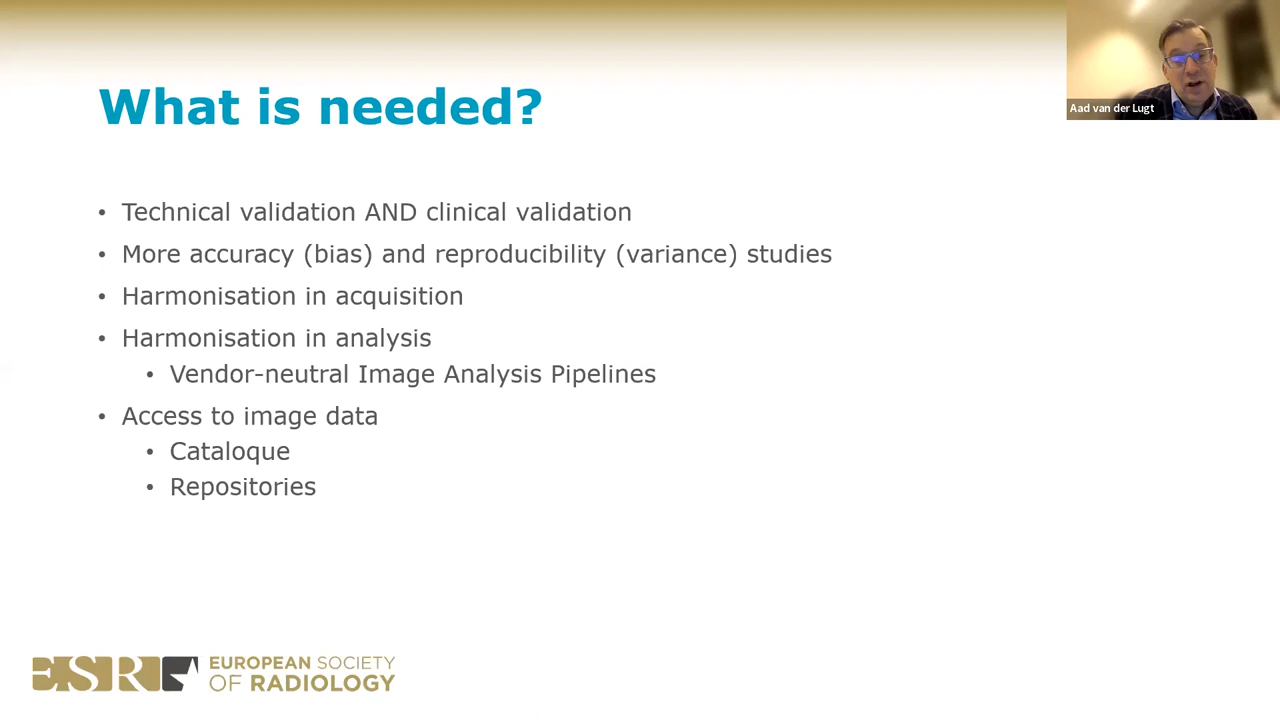 What is needed?
Aad van der Lugt
• Technical validation AND clinical validation
• More accuracy (bias) and reproducibility (variance) studies
• Harmonisation in acquisition
• Harmonisation in analysis
• Vendor-neutral Image Analysis Pipelines
• Access to image data
• Cataloque
• Repositories
ESR EUROPEAN SOCIETY
OF RADIOLOGY